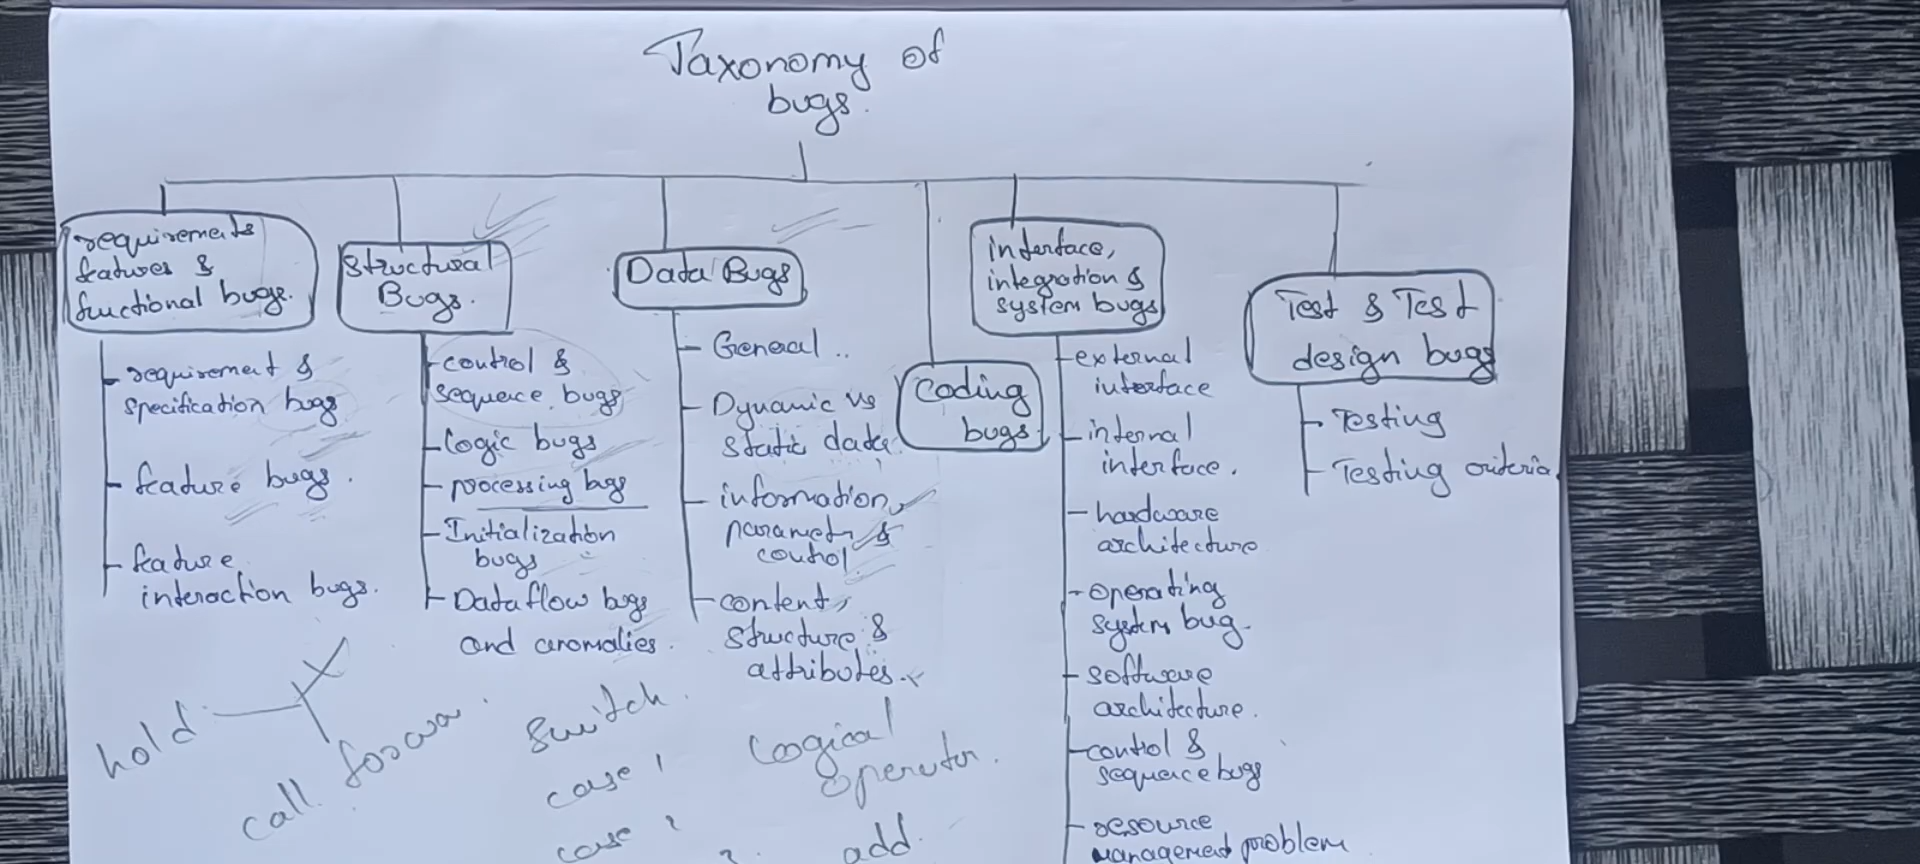 Taxonomy of
bugs.
requirements
features &
functional bugs.
requirement &
specification bugs
feature bugs.
feature
interaction bugs.
Structural
Bugs.
control &
sequence bugs
Logic bugs
processing bugs
Initialization
bugs
Dataflow bugs
and anomalies.
Data Bugs
General..
Dynamic vs
static data.
information,
parameter &
control.
content,
structure &
attributes.
Coding
bugs.
interface,
integration &
system bugs
external
interface
internal
interface.
hardware
architecture
operating
system bug.
software
architecture.
control &
sequence bugs
resource
management problem
Test & Test
design bugs
Testing
Testing criteria.
hold
call forwar.
Switch.
case 1
case 2
Logical
operator.
add.